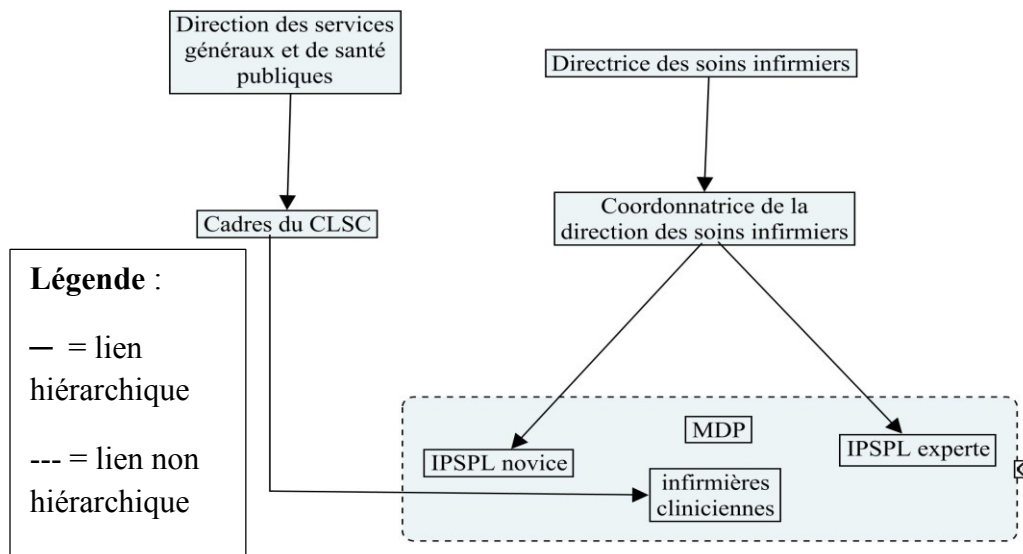 Direction des services
généraux et de santé
publiques
Directrice des soins infirmiers
Cadres du CLSC
Coordonnatrice de la
direction des soins infirmiers
Légende :
— = lien
hiérarchique
--- = lien non
hiérarchique
MDP
IPSPL novice
IPSPL experte
infirmières
cliniciennes